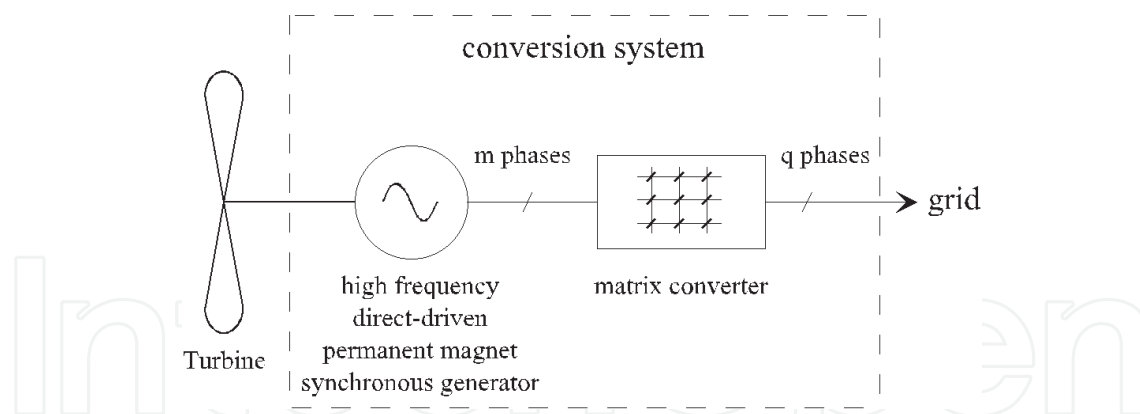 conversion system
m phases
q phases
grid
high frequency
direct-driven
permanent magnet
synchronous generator
matrix converter
Turbine